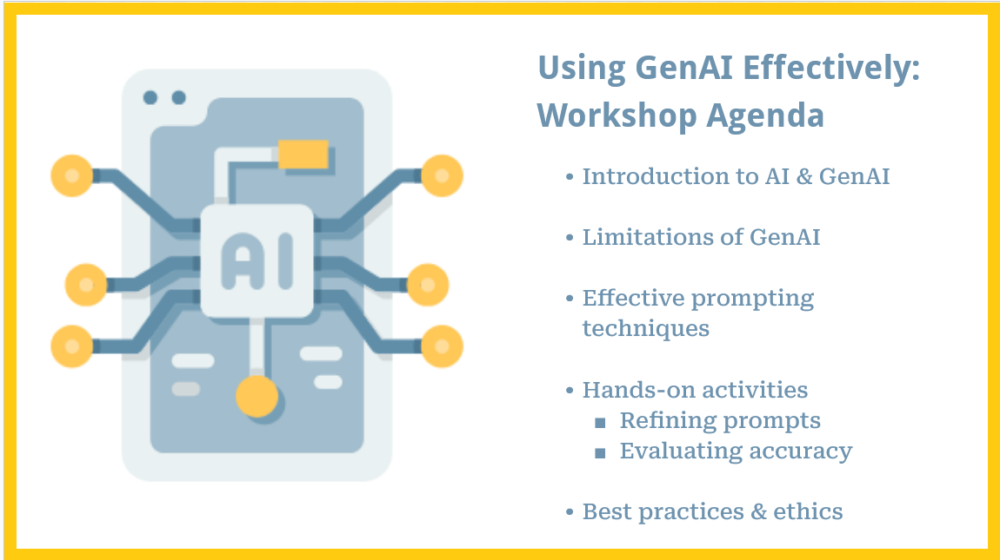 AI
Using GenAI Effectively:
Workshop Agenda
• Introduction to AI & GenAI
• Limitations of GenAI
• Effective prompting
techniques
• Hands-on activities
▪ Refining prompts
▪ Evaluating accuracy
• Best practices & ethics